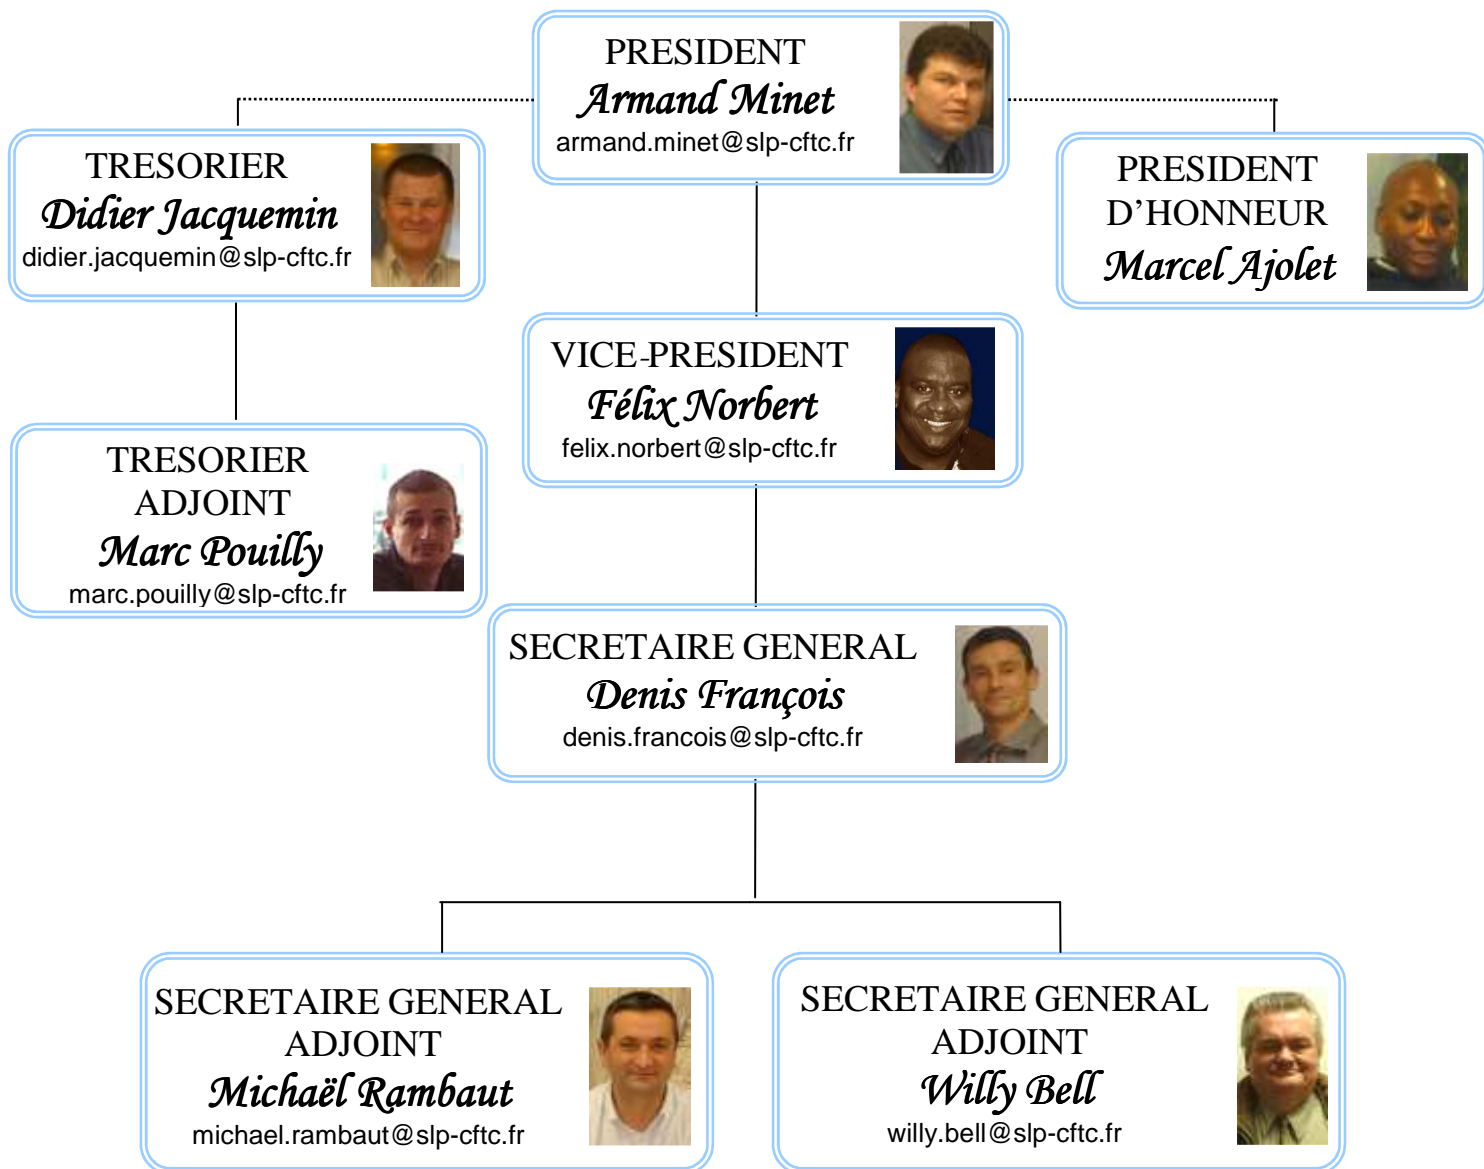 PRESIDENT
Armand Minet
armand.minet@slp-cftc.fr
TRESORIER
Didier Jacquemin
didier.jacquemin@slp-cftc.fr
PRESIDENT
D'HONNEUR
Marcel Ajolet
VICE-PRESIDENT
Félix Norbert
felix.norbert@slp-cftc.fr
TRESORIER
ADJOINT
Marc Pouilly
marc.pouilly@slp-cftc.fr
SECRETAIRE GENERAL
Denis François
denis.francois@slp-cftc.fr
SECRETAIRE GENERAL
ADJOINT
Michaël Rambaut
michael.rambaut@slp-cftc.fr
SECRETAIRE GENERAL
ADJOINT
Willy Bell
willy.bell@slp-cftc.fr